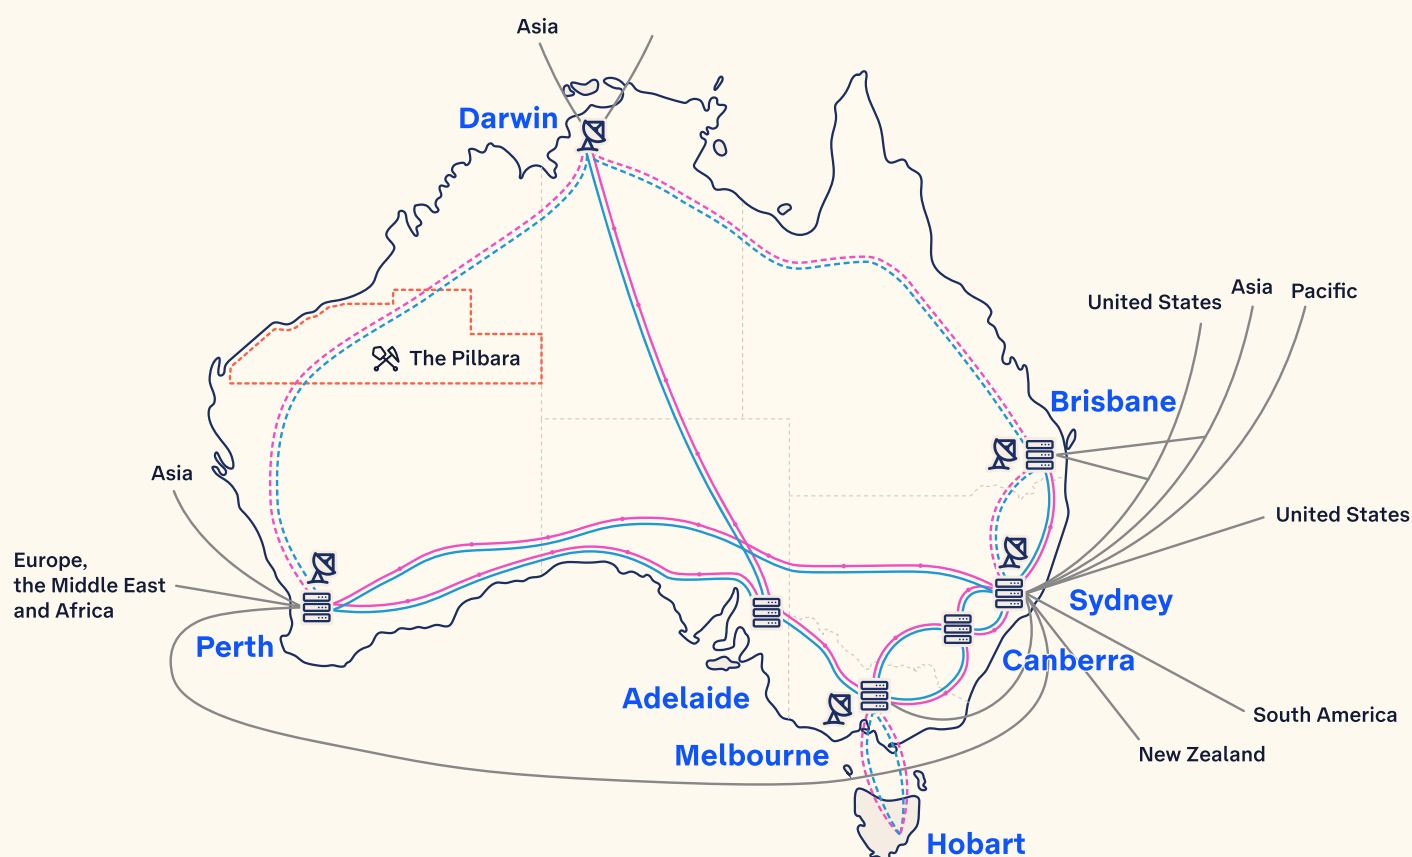 Asia
Darwin
United States
Asia
Pacific
The Pilbara
Brisbane
Asia
United States
Europe,
the Middle East
and Africa
Sydney
Perth
Canberra
Adelaide
South America
Melbourne
New Zealand
Hobart